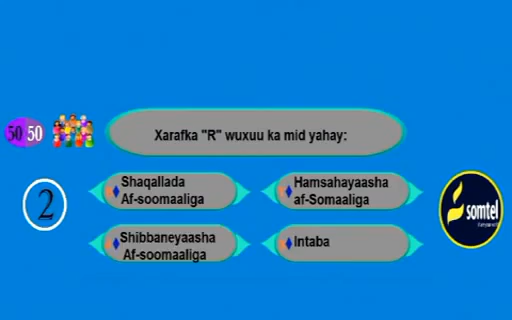 50 50
Xarafka "R" wuxuu ka mid yahay:
2
Shaqallada
Af-soomaaliga
Hamsahayaasha
af-Somaaliga
Shibbaneyaasha
Af-soomaaliga
Intaba
somtel